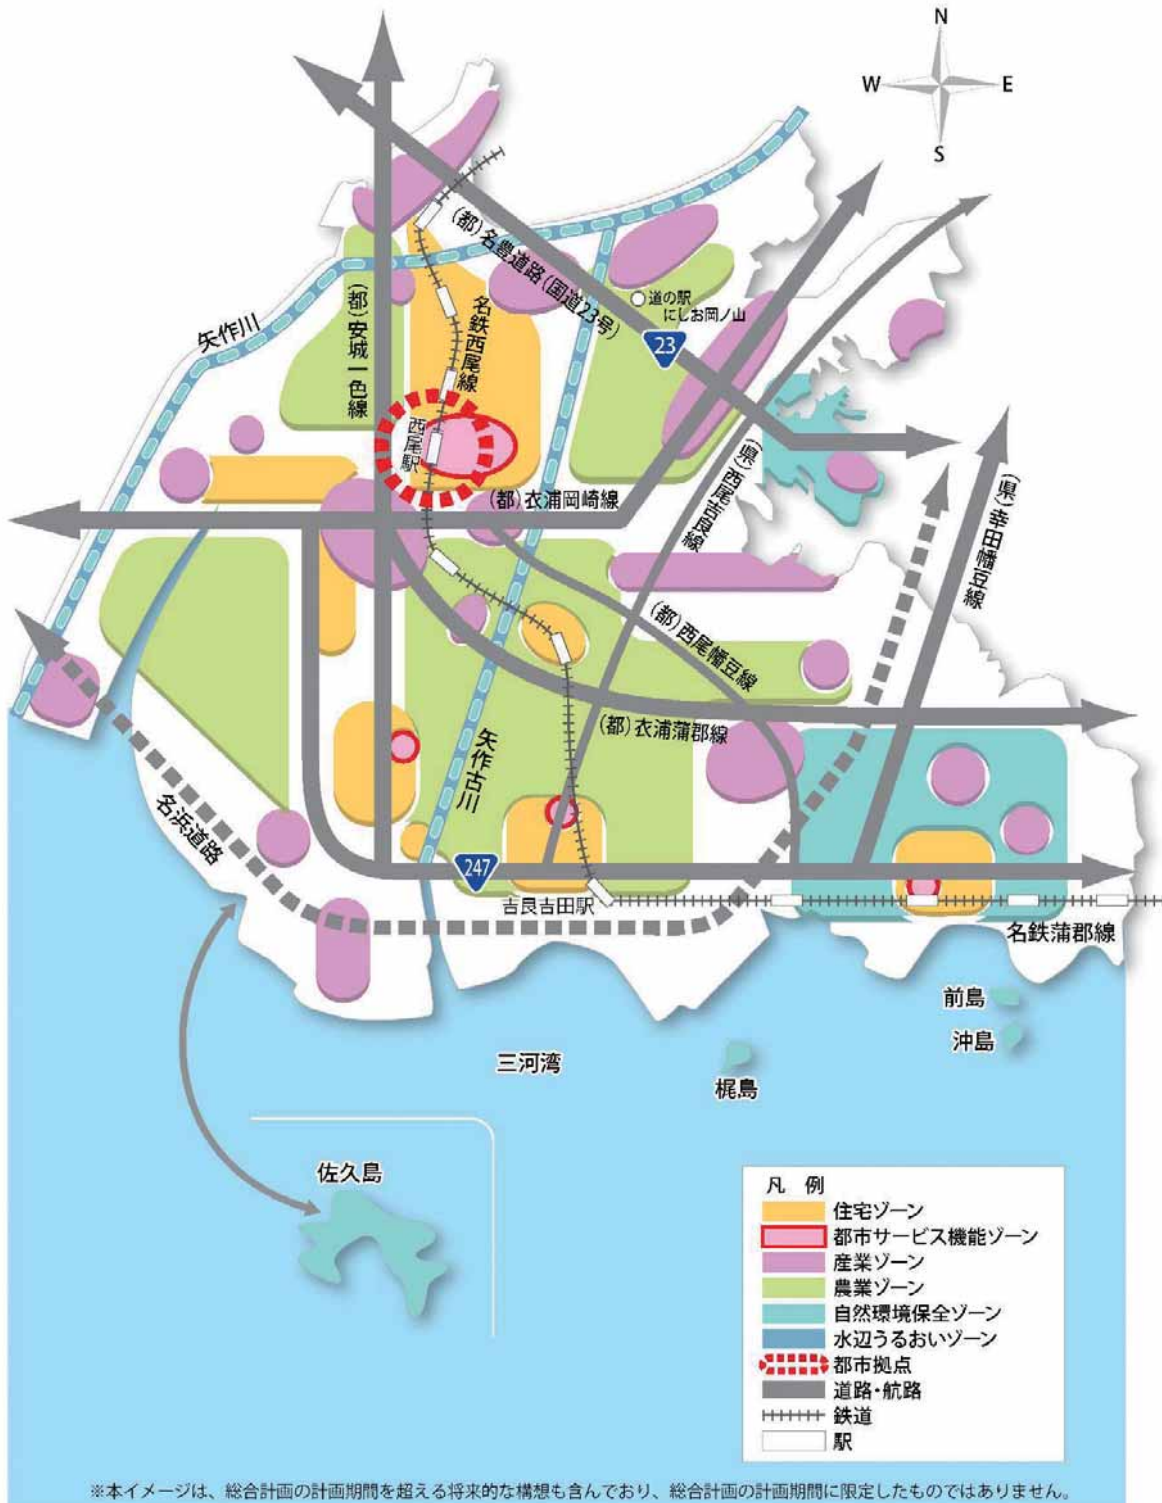 N
W
E
S
(都)名豊道路(国道23号)
道の駅
にしお岡ノ山
23
矢作川
(都)安城一色線
名鉄西尾線
西尾駅
(都)衣浦岡崎線
(県)西尾吉良線
(県)幸田幡豆線
(都)西尾幡豆線
(都)衣浦蒲郡線
矢作古川
名浜道路
247
吉良吉田駅
名鉄蒲郡線
前島
沖島
三河湾
梶島
佐久島
凡 例
住宅ゾーン
都市サービス機能ゾーン
産業ゾーン
農業ゾーン
自然環境保全ゾーン
水辺うるおいゾーン
都市拠点
道路・航路
鉄道
駅
※本イメージは、総合計画の計画期間を超える将来的な構想も含んでおり、総合計画の計画期間に限定したものではありません。